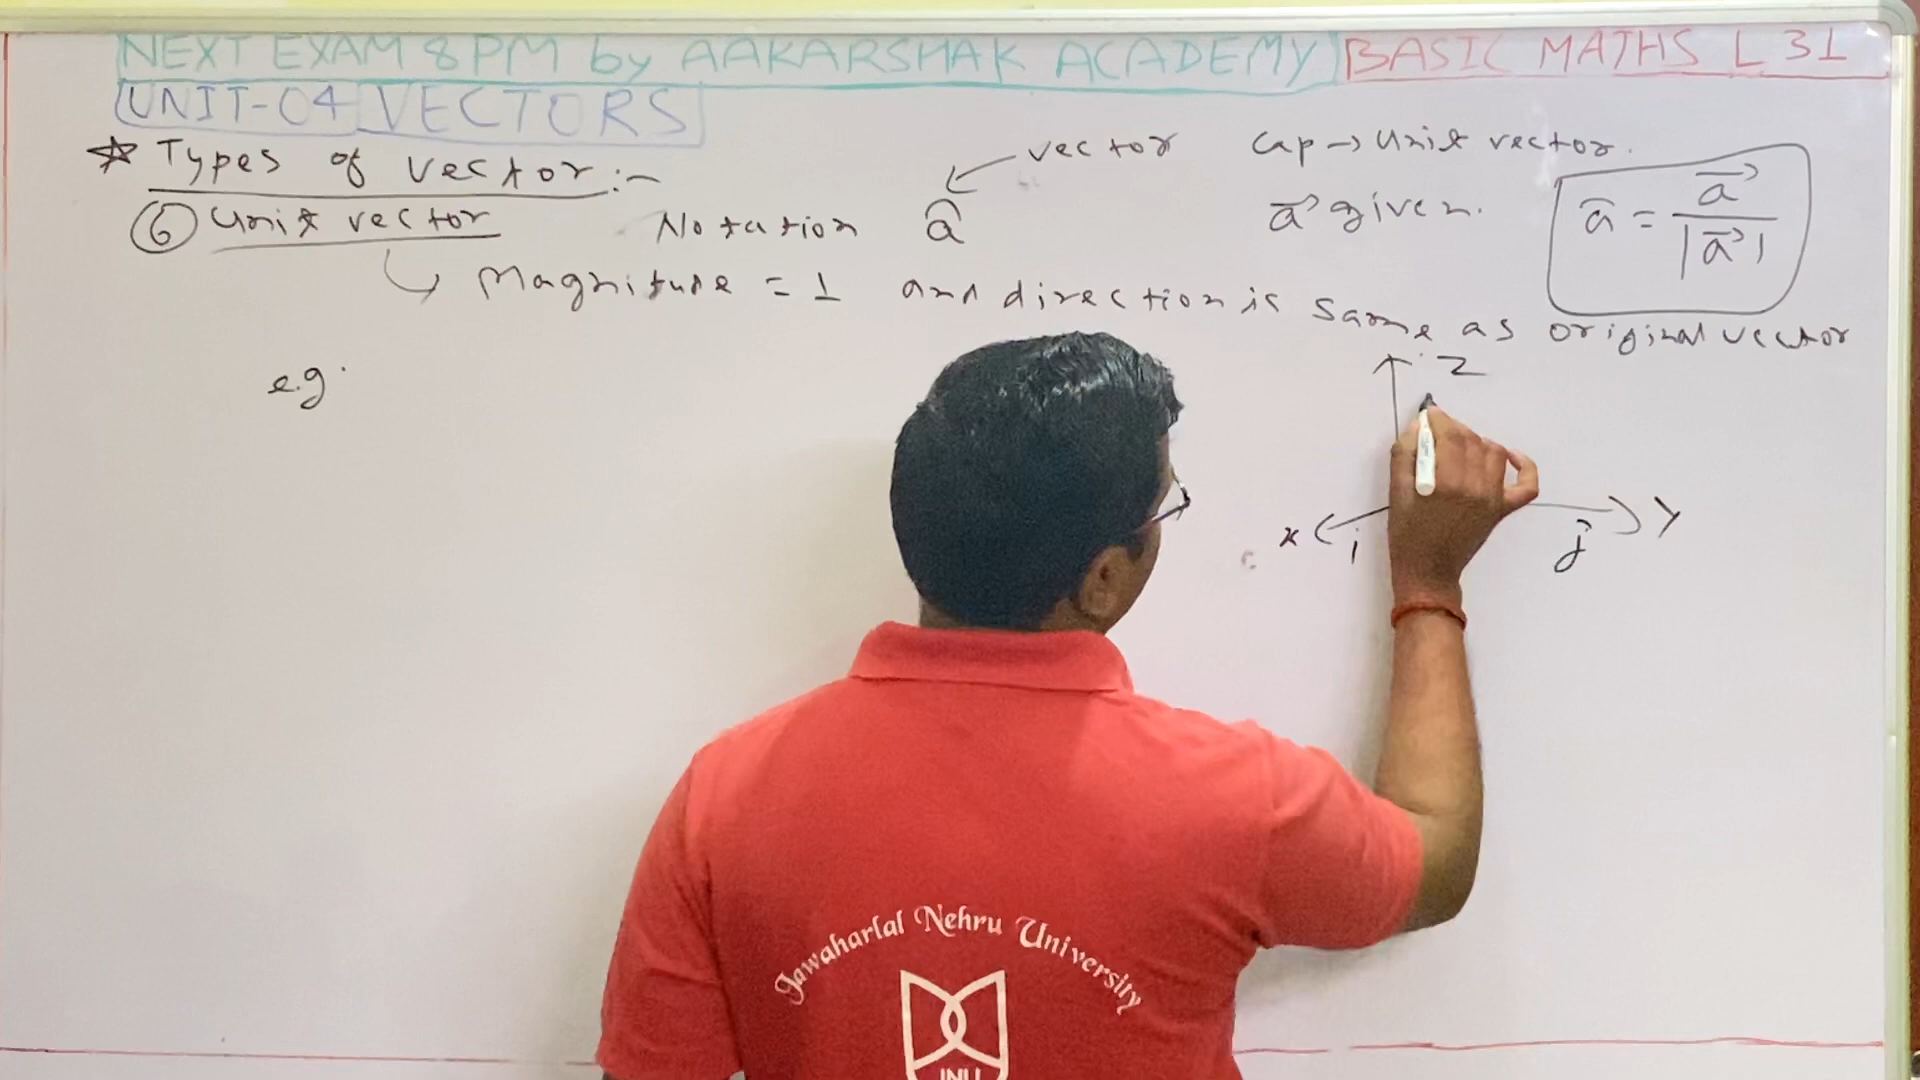 NEXT EXAM 8PM by AAKARSHAK ACADEMY BASIC MATHS L 31
UNIT-04 VECTORS
☆ Types of vector :-
vector
Cap → unit vector.
⑥ unit vector
Notation â
a⃗ given.
â = a⃗ / |a⃗|
Magnitude = 1 and direction is same as original vector
e.g.
Z
x
i
j
Y
Jawaharlal Nehru University
JNU